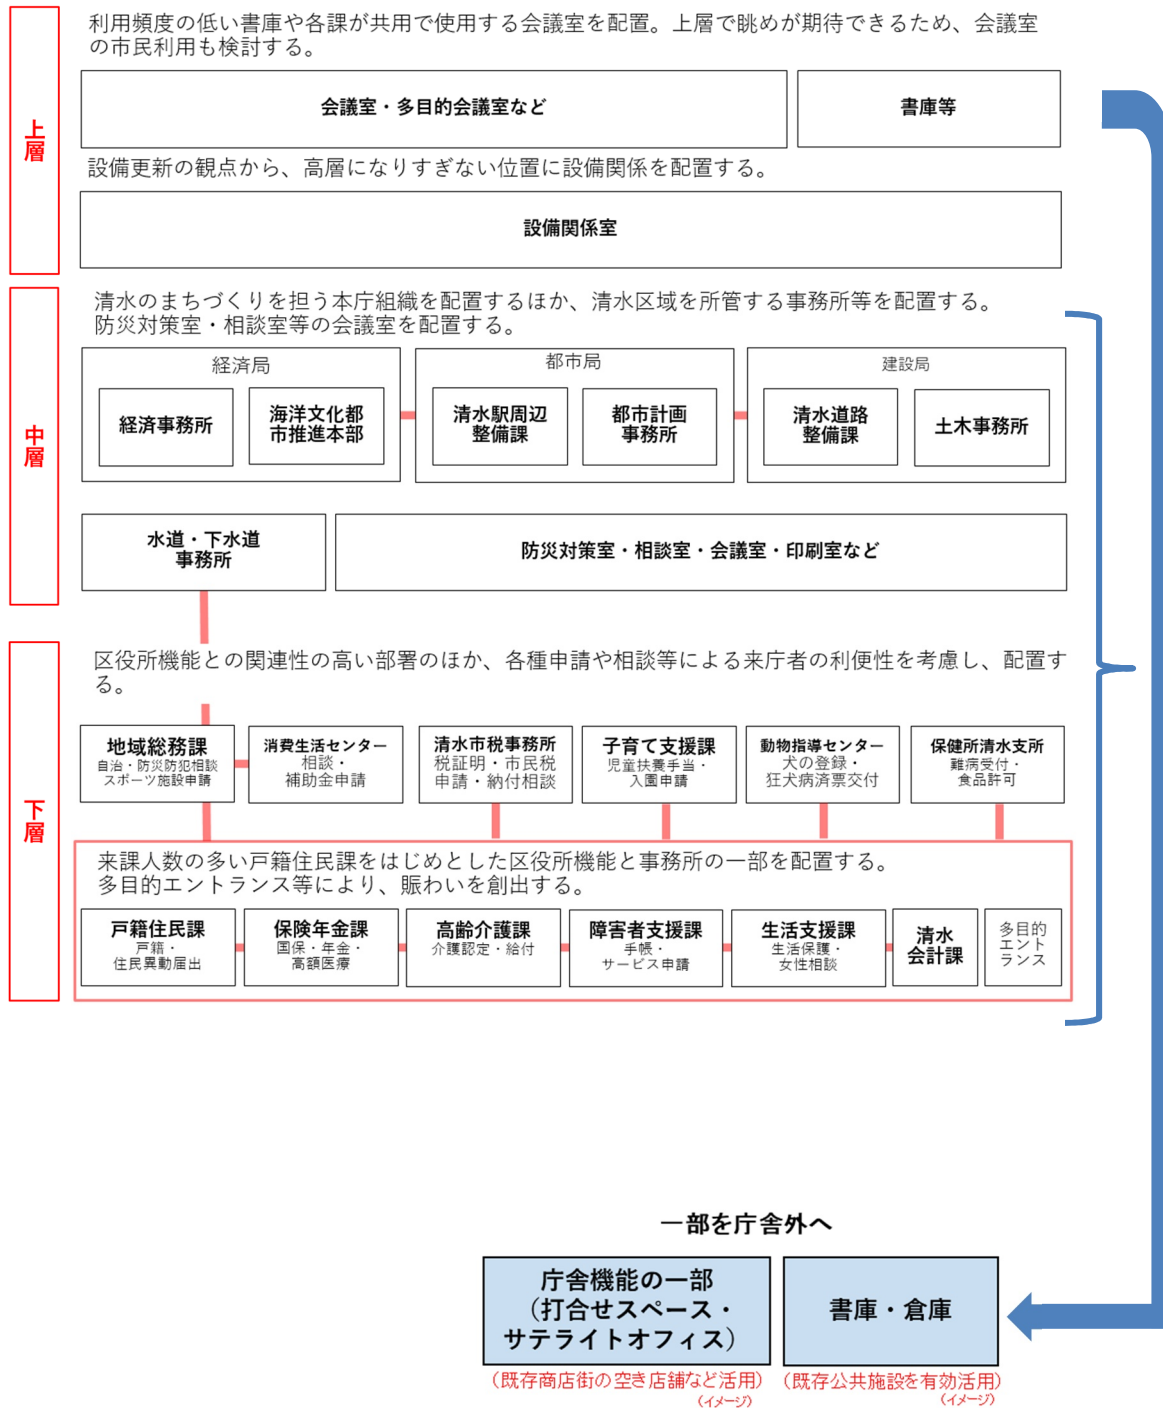 上層
利用頻度の低い書庫や各課が共用で使用する会議室を配置。上層で眺めが期待できるため、会議室
の市民利用も検討する。
会議室・多目的会議室など
書庫等
設備更新の観点から、高層になりすぎない位置に設備関係を配置する。
設備関係室
中層
清水のまちづくりを担う本庁組織を配置するほか、清水区域を所管する事務所等を配置する。
防災対策室・相談室等の会議室を配置する。
経済局
経済事務所
海洋文化都
市推進本部
都市局
清水駅周辺
整備課
都市計画
事務所
建設局
清水道路
整備課
土木事務所
水道・下水道
事務所
防災対策室・相談室・会議室・印刷室など
下層
区役所機能との関連性の高い部署のほか、各種申請や相談等による来庁者の利便性を考慮し、配置す
る。
地域総務課
自治・防災防犯相談
スポーツ施設申請
消費生活センター
相談・
補助金申請
清水市税事務所
税証明・市民税
申請・納付相談
子育て支援課
児童扶養手当・
入園申請
動物指導センター
犬の登録・
狂犬病済票交付
保健所清水支所
難病受付・
食品許可
来課人数の多い戸籍住民課をはじめとした区役所機能と事務所の一部を配置する。
多目的エントランス等により、賑わいを創出する。
戸籍住民課
戸籍・
住民異動届出
保険年金課
国保・年金・
高額医療
高齢介護課
介護認定・給付
障害者支援課
手帳・
サービス申請
生活支援課
生活保護・
女性相談
清水
会計課
多目的
エント
ランス
一部を庁舎外へ
庁舎機能の一部
（打合せスペース・
サテライトオフィス）
（既存商店街の空き店舗など活用）
（イメージ）
書庫・倉庫
（既存公共施設を有効活用）
（イメージ）